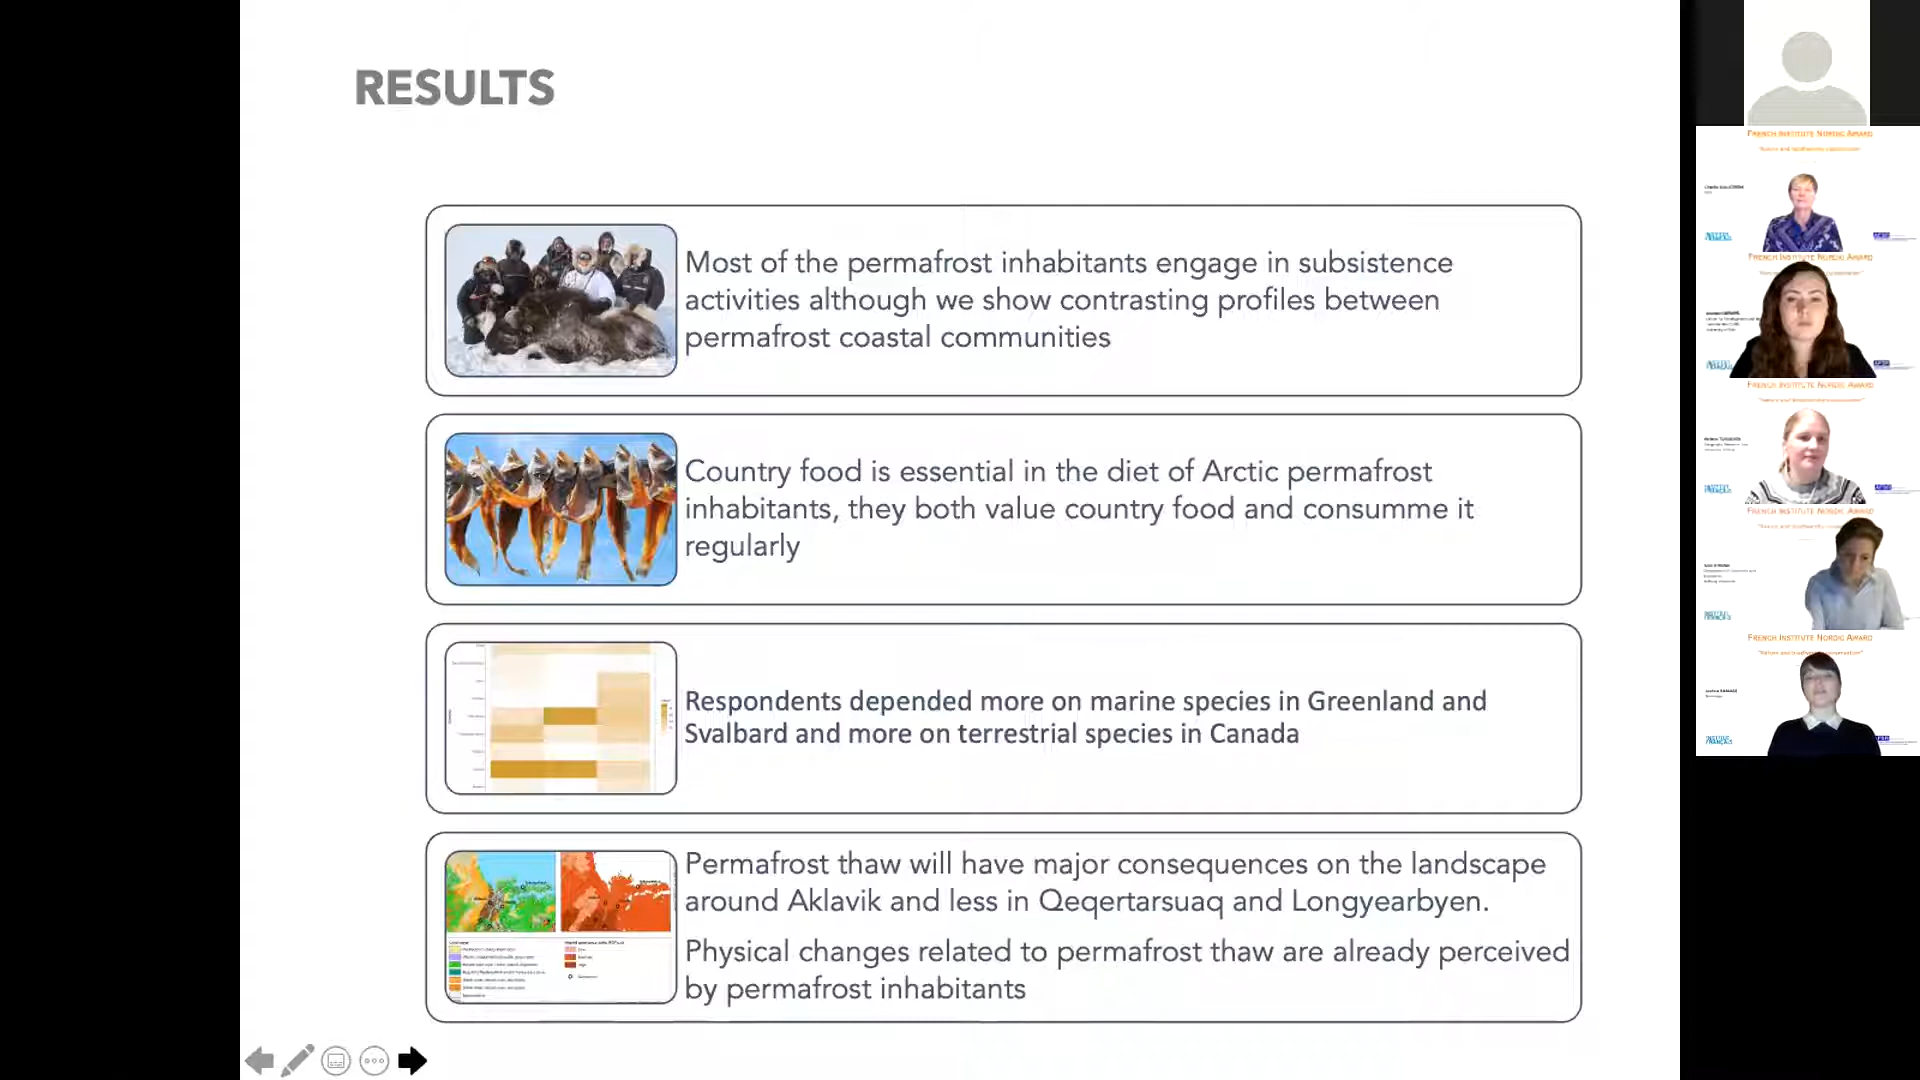 RESULTS
Most of the permafrost inhabitants engage in subsistence
activities although we show contrasting profiles between
permafrost coastal communities
Country food is essential in the diet of Arctic permafrost
inhabitants, they both value country food and consumme it
regularly
Respondents depended more on marine species in Greenland and
Svalbard and more on terrestrial species in Canada
Permafrost thaw will have major consequences on the landscape
around Aklavik and less in Qeqertarsuaq and Longyearbyen.
Physical changes related to permafrost thaw are already perceived
by permafrost inhabitants
FRENCH INSTITUTE NORDIC AWARD
FRENCH INSTITUTE NORDIC AWARD
FRENCH INSTITUTE NORDIC AWARD
FRENCH INSTITUTE NORDIC AWARD
FRENCH INSTITUTE NORDIC AWARD